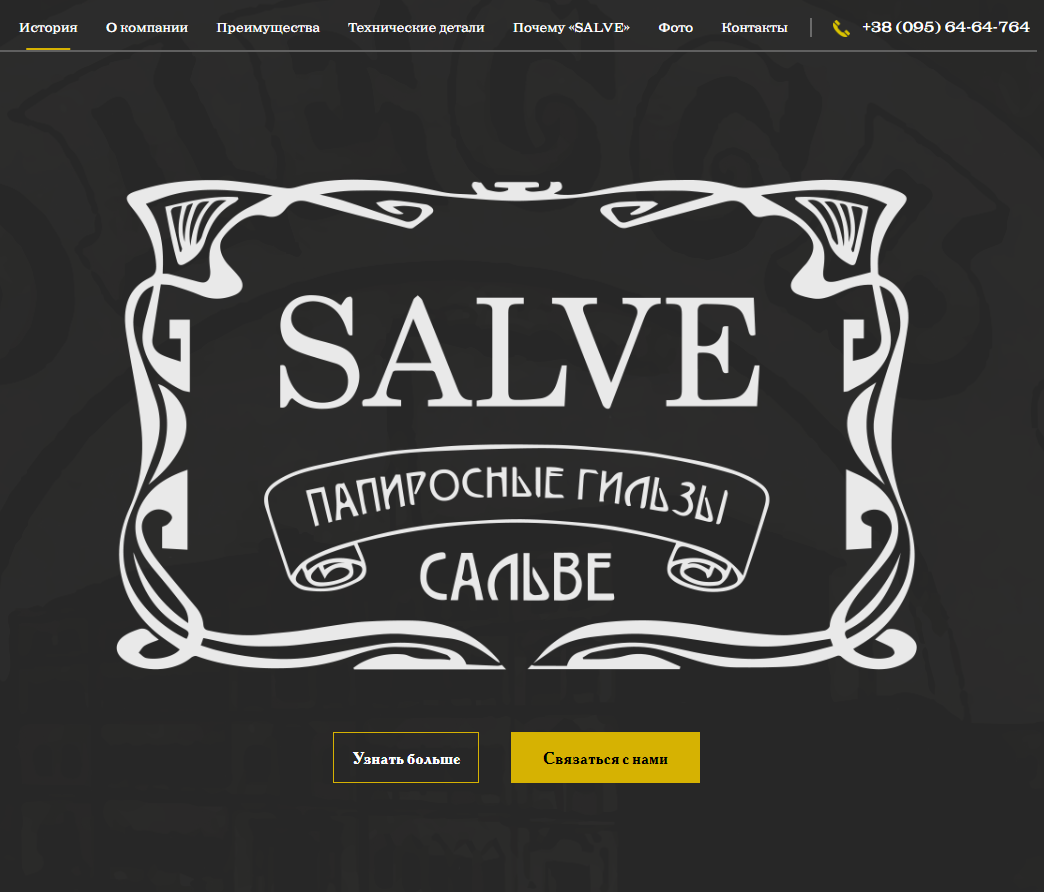 История О компании Преимущества Технические детали Почему «SALVE» Фото Контакты +38 (095) 64-64-764
SALVE
ПАПИРОСНЫЕ ГИЛЬЗЫ
САЛЬВЕ
Узнать больше Связаться с нами